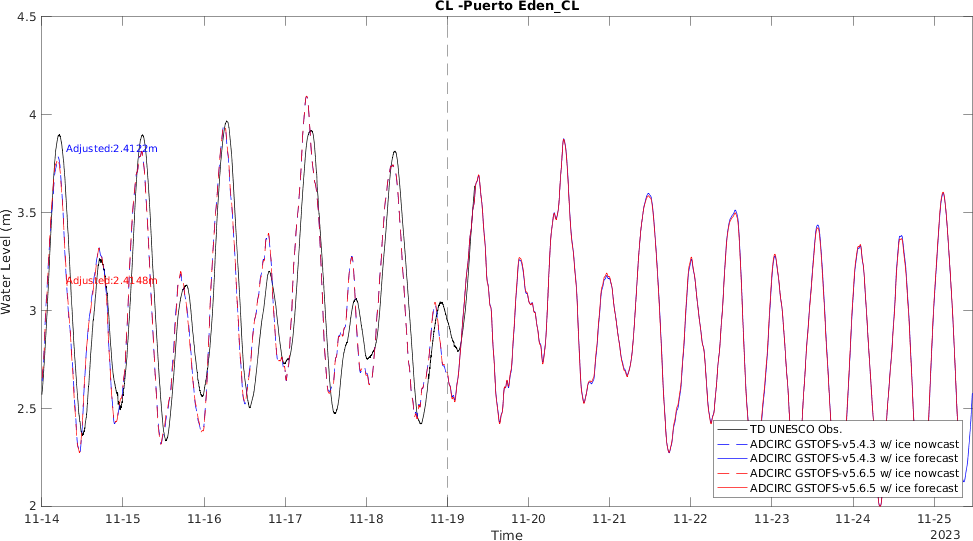 CL -Puerto Eden_CL
4.5
4
3.5
3
2.5
2
Water Level (m)
Adjusted:2.4122m
Adjusted:2.4148m
TD UNESCO Obs.
ADCIRC GSTOFS-v5.4.3 w/ ice nowcast
ADCIRC GSTOFS-v5.4.3 w/ ice forecast
ADCIRC GSTOFS-v5.6.5 w/ ice nowcast
ADCIRC GSTOFS-v5.6.5 w/ ice forecast
11-14 11-15 11-16 11-17 11-18 11-19 11-20 11-21 11-22 11-23 11-24 11-25
Time
2023